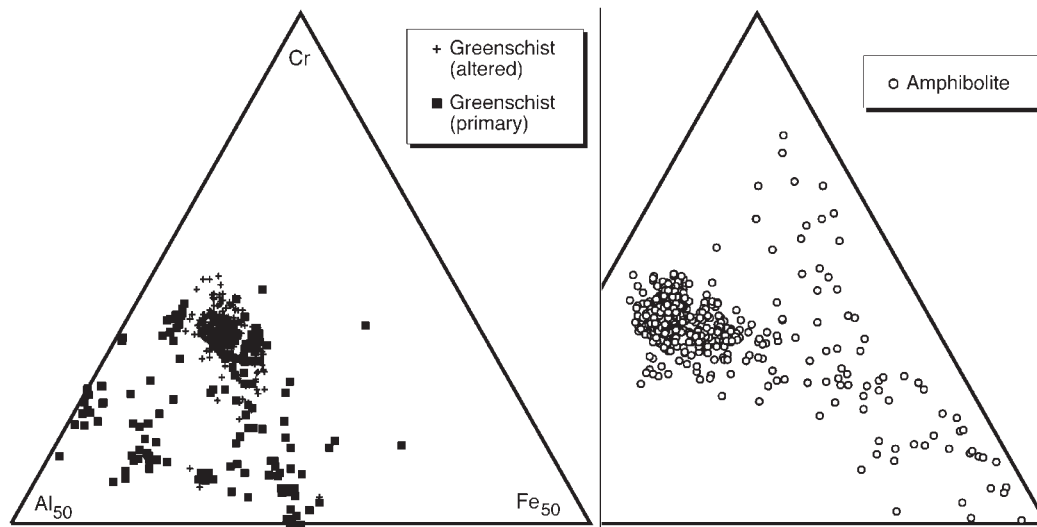 Cr
Greenschist
(altered)
Greenschist
(primary)
Amphibolite
Al50
Fe50